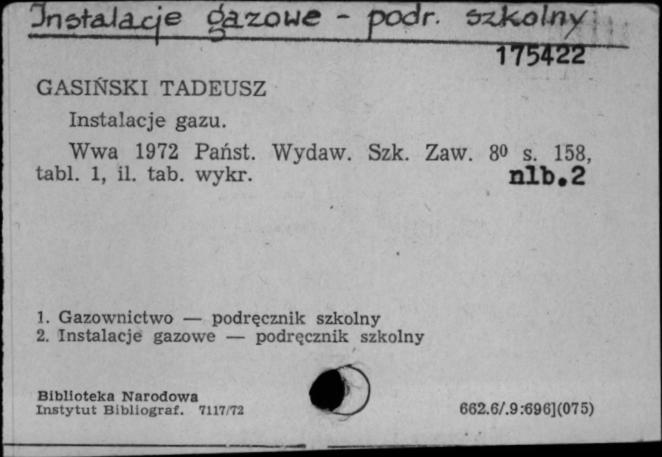 Instalacje gazowe - podr. szkolny
175422
GASIŃSKI TADEUSZ
Instalacje gazu.
Wwa 1972 Państ. Wydaw. Szk. Zaw. 8⁰ s. 158,
tabl. 1, il. tab. wykr. nlb.2
1. Gazownictwo — podręcznik szkolny
2. Instalacje gazowe — podręcznik szkolny
Biblioteka Narodowa
Instytut Bibliograf. 7117/72 662.6/.9:696](075)